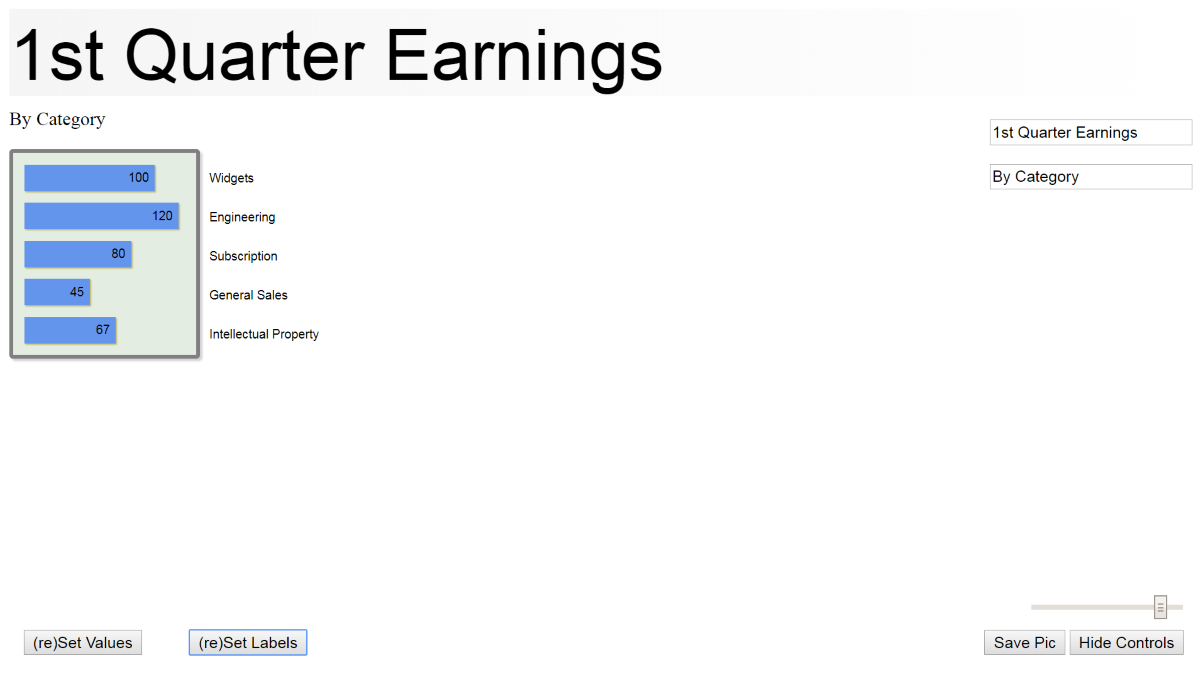 1st Quarter Earnings
By Category
1st Quarter Earnings
By Category
100 Widgets
120 Engineering
80 Subscription
45 General Sales
67 Intellectual Property
(re)Set Values (re)Set Labels Save Pic Hide Controls